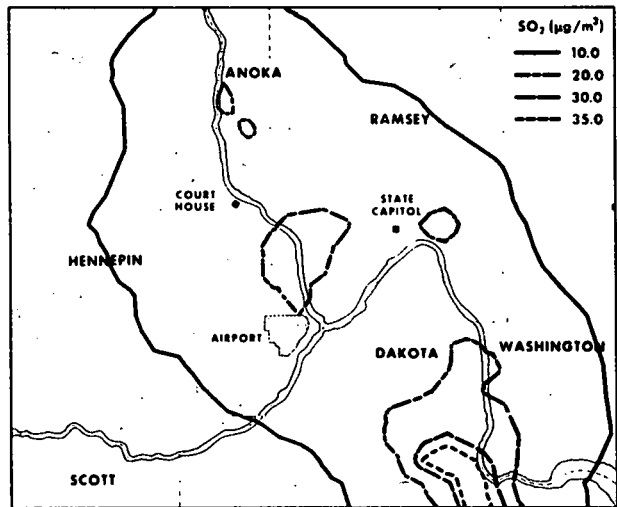 SO₂ (μg/m³)
10.0
20.0
30.0
35.0
ANOKA
RAMSEY
COURT
HOUSE
STATE
CAPITOL
HENNEPIN
AIRPORT
DAKOTA
WASHINGTON
SCOTT